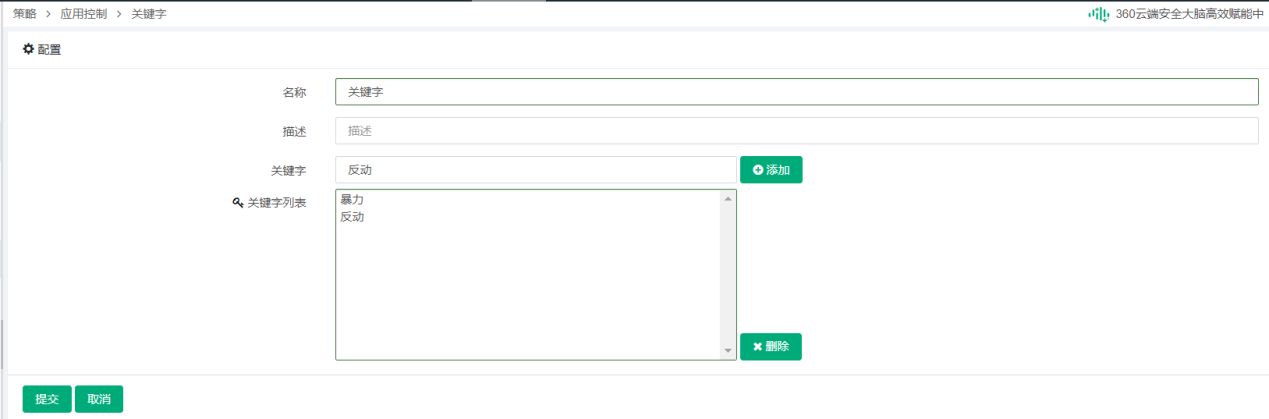 策略 > 应用控制 > 关键字
360云端安全大脑高效赋能中
配置
名称 关键字
描述 描述
关键字 反动 添加
关键字列表 暴力
反动
删除
提交 取消